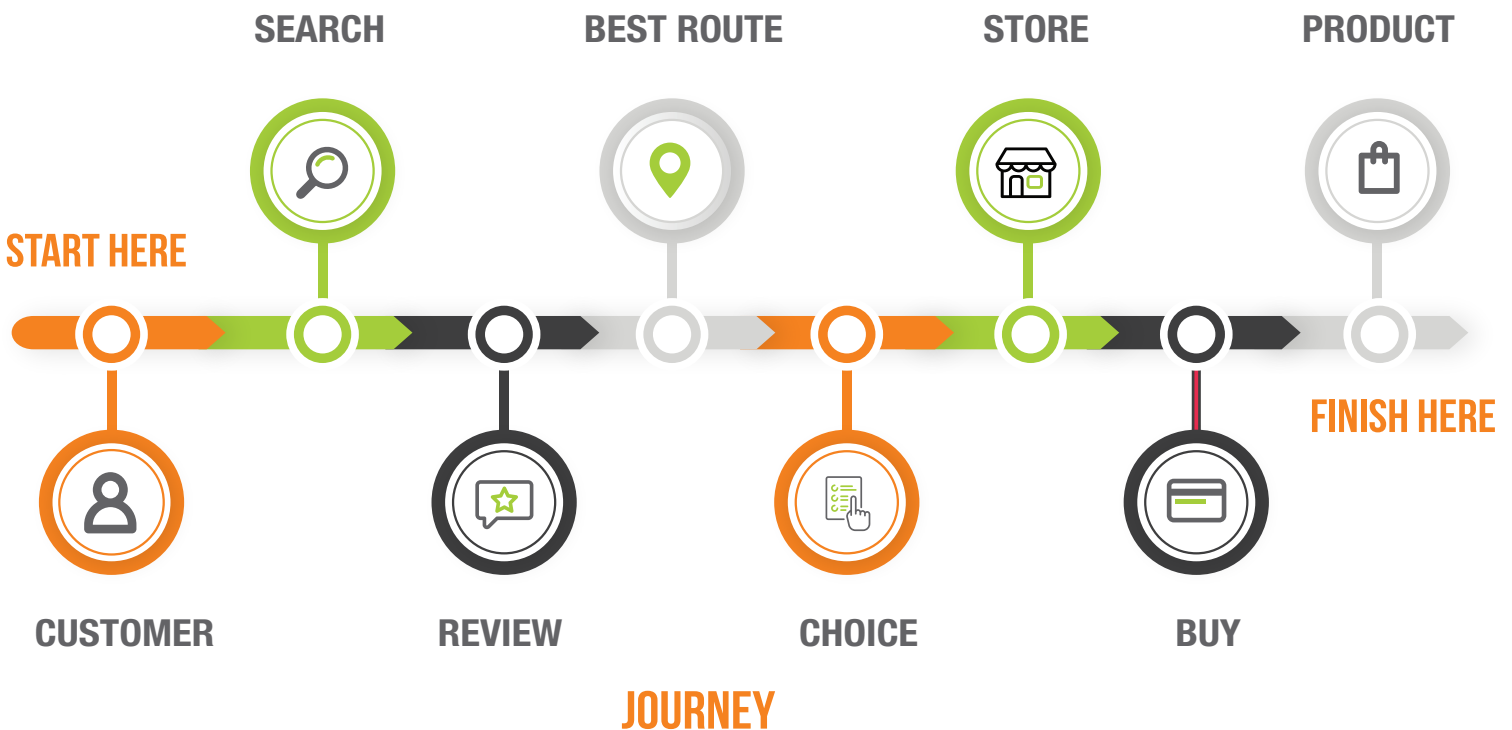 SEARCH
BEST ROUTE
STORE
PRODUCT
START HERE
FINISH HERE
CUSTOMER
REVIEW
CHOICE
BUY
JOURNEY